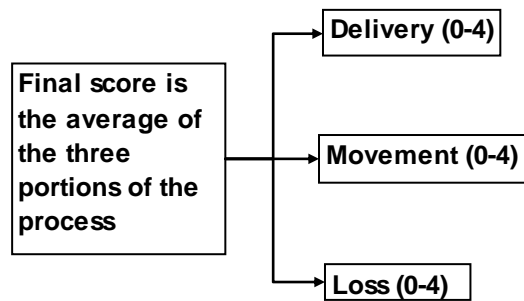 Delivery (0-4)
Final score is
the average of
the three
portions of the
process
Movement (0-4)
Loss (0-4)